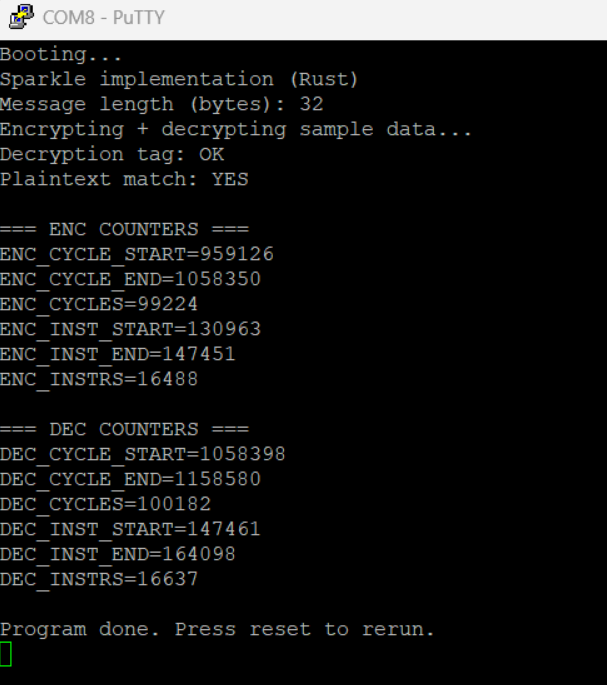 COM8 - PuTTY
Booting...
Sparkle implementation (Rust)
Message length (bytes): 32
Encrypting + decrypting sample data...
Decryption tag: OK
Plaintext match: YES
=== ENC COUNTERS ===
ENC_CYCLE_START=959126
ENC_CYCLE_END=1058350
ENC_CYCLES=99224
ENC_INST_START=130963
ENC_INST_END=147451
ENC_INSTRS=16488
=== DEC COUNTERS ===
DEC_CYCLE_START=1058398
DEC_CYCLE_END=1158580
DEC_CYCLES=100182
DEC_INST_START=147461
DEC_INST_END=164098
DEC_INSTRS=16637
Program done. Press reset to rerun.